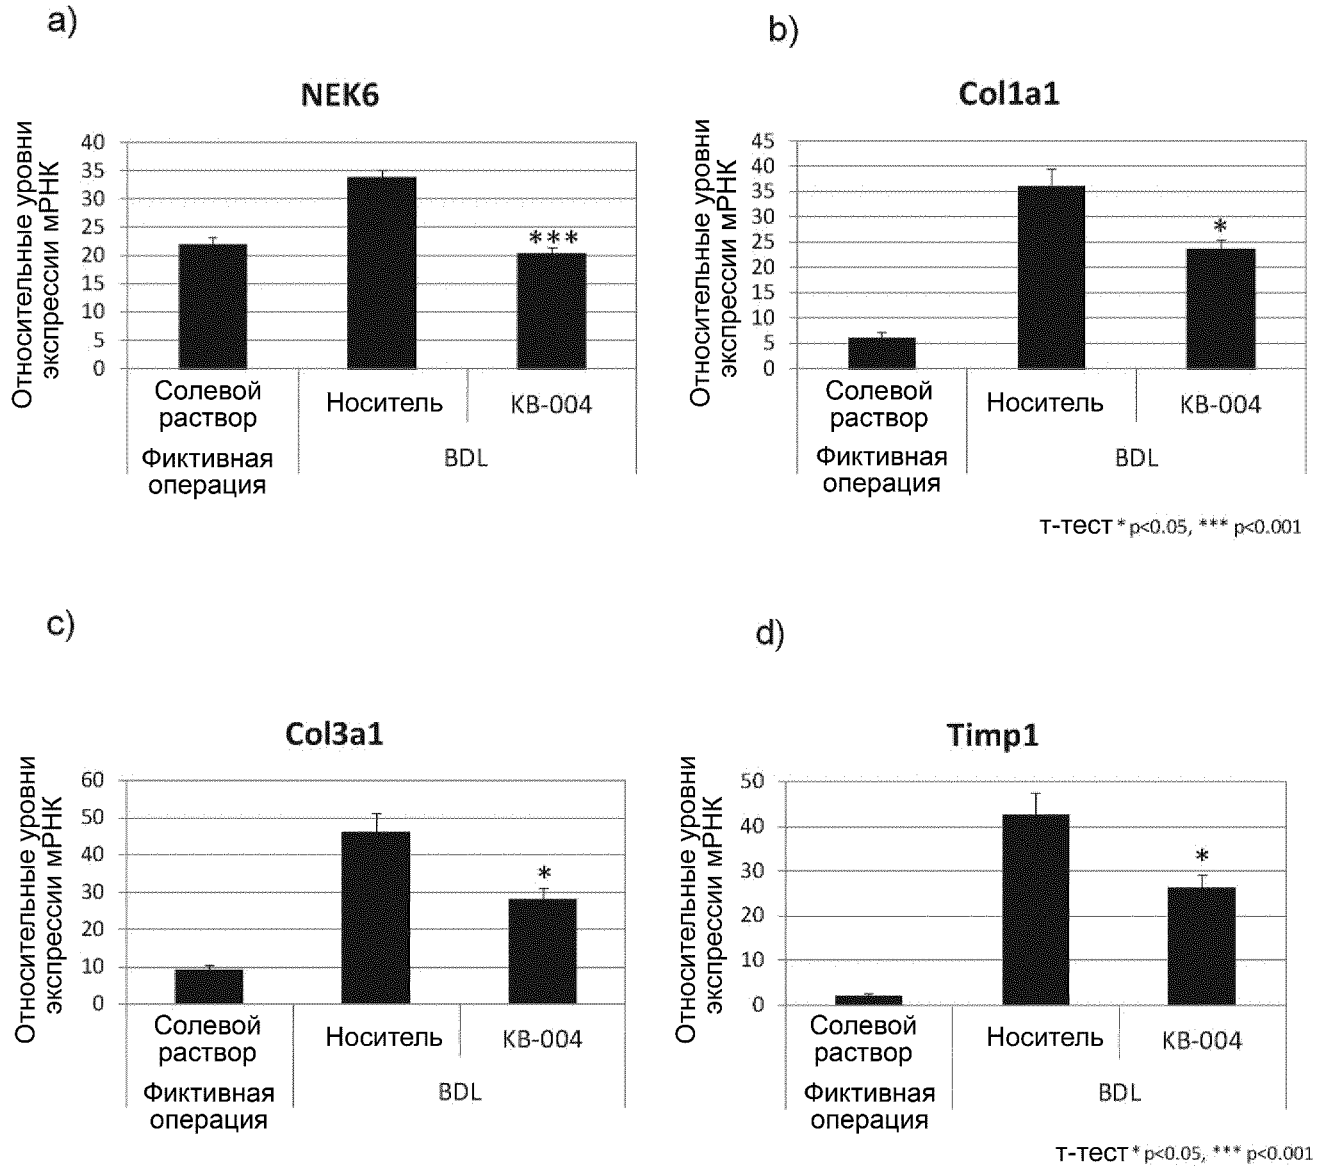 a)
NEK6
Относительные уровни
экспрессии мРНК
40
35
30
25
20
15
10
5
0
***
Солевой
раствор
Носитель
КВ-004
Фиктивная
операция
BDL
b)
Col1a1
Относительные уровни
экспрессии мРНК
45
40
35
30
25
20
15
10
5
0
*
Солевой
раствор
Носитель
КВ-004
Фиктивная
операция
BDL
т-тест * p<0.05, *** p<0.001
c)
Col3a1
Относительные уровни
экспрессии мРНК
60
50
40
30
20
10
0
*
Солевой
раствор
Носитель
КВ-004
Фиктивная
операция
BDL
d)
Timp1
Относительные уровни
экспрессии мРНК
50
40
30
20
10
0
*
Солевой
раствор
Носитель
КВ-004
Фиктивная
операция
BDL
т-тест * p<0.05, *** p<0.001